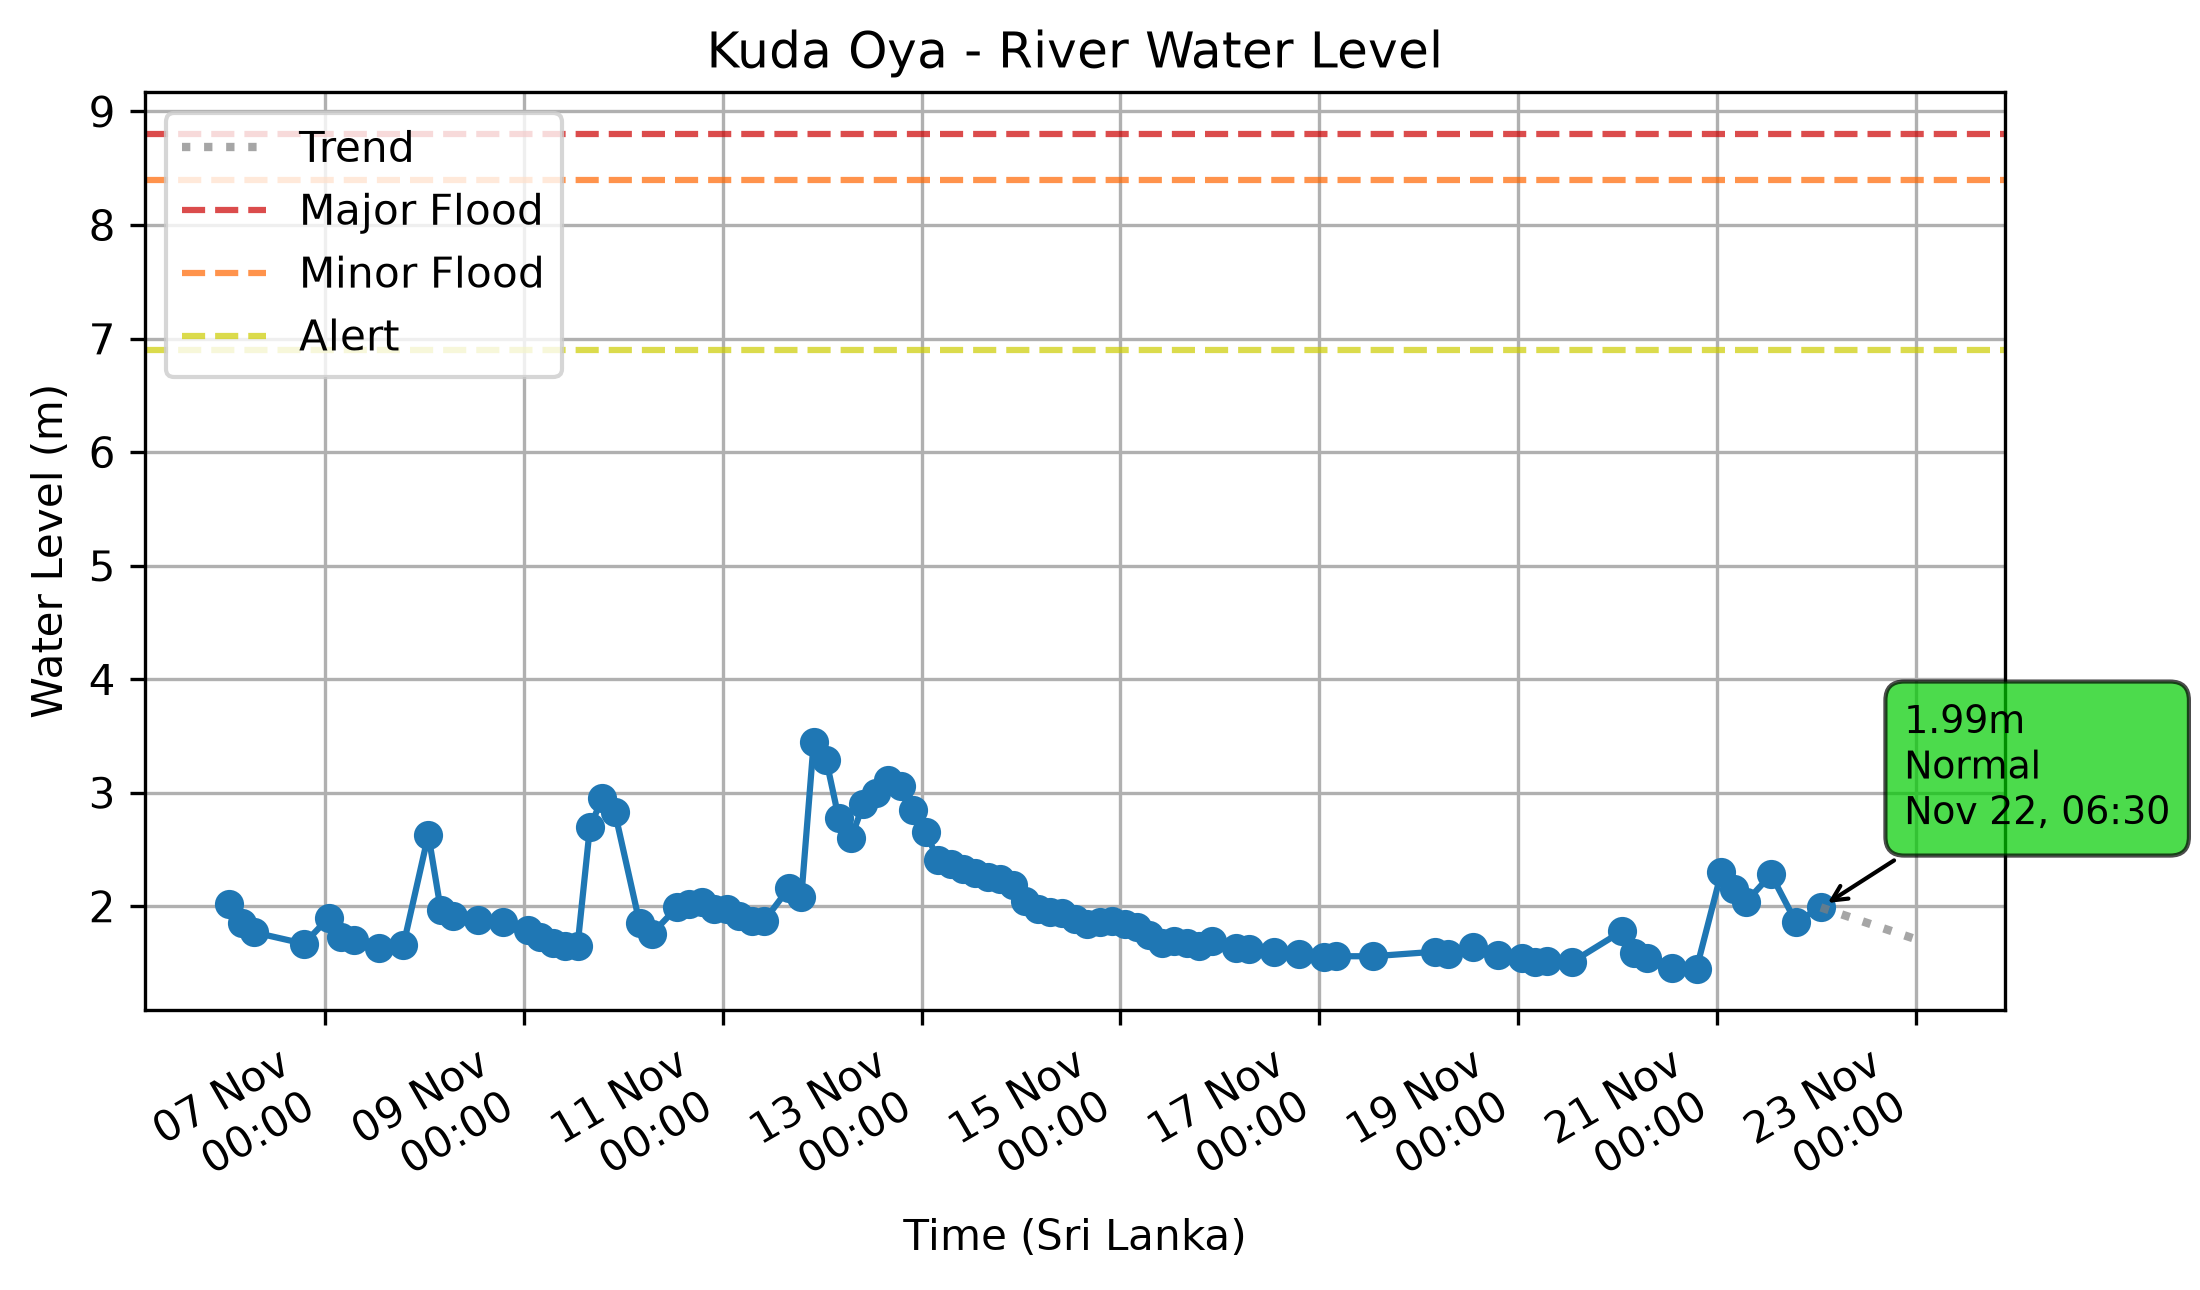 Kuda Oya - River Water Level
9
8
7
6
5
4
3
2
Water Level (m)
Trend
Major Flood
Minor Flood
Alert
1.99m
Normal
Nov 22, 06:30
07 Nov
00:00
09 Nov
00:00
11 Nov
00:00
13 Nov
00:00
15 Nov
00:00
17 Nov
00:00
19 Nov
00:00
21 Nov
00:00
23 Nov
00:00
Time (Sri Lanka)